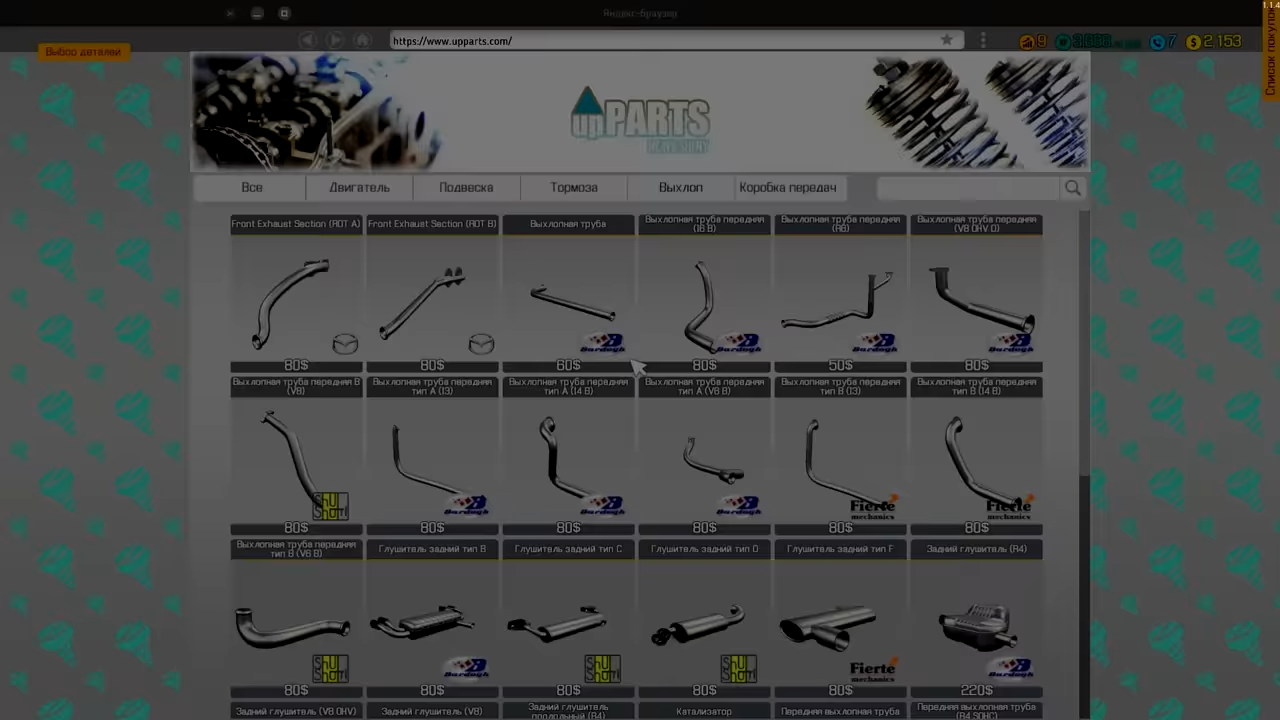 Яндекс-браузер
1.1.4
https://www.upparts.com/
9
7
2,153
Выбор деталей
Список покупок
upPARTS
Все
Двигатель
Подвеска
Тормоза
Выхлоп
Коробка передач
Front Exhaust Section (ROT A)
Front Exhaust Section (ROT B)
Выхлопная труба
Выхлопная труба передняя
(I6 B)
Выхлопная труба передняя
(R6)
Выхлопная труба передняя
(V8 OHV D)
80$
80$
60$
80$
50$
80$
Выхлопная труба передняя B
(V8)
Выхлопная труба передняя
тип A (I3)
Выхлопная труба передняя
тип A (I4 B)
Выхлопная труба передняя
тип A (V6 B)
Выхлопная труба передняя
тип B (I3)
Выхлопная труба передняя
тип B (I4 B)
Fierte
mechanics
Fierte
mechanics
80$
80$
80$
80$
80$
80$
Выхлопная труба передняя
тип B (V6 B)
Глушитель задний тип B
Глушитель задний тип C
Глушитель задний тип D
Глушитель задний тип F
Задний глушитель (R4)
Fierte
mechanics
80$
80$
80$
80$
80$
220$
Задний глушитель (V8 OHV)
Задний глушитель (V8)
Задний глушитель
продольный (R4)
Катализатор
Передняя выхлопная труба
Передняя выхлопная труба
(R4 SOHC)